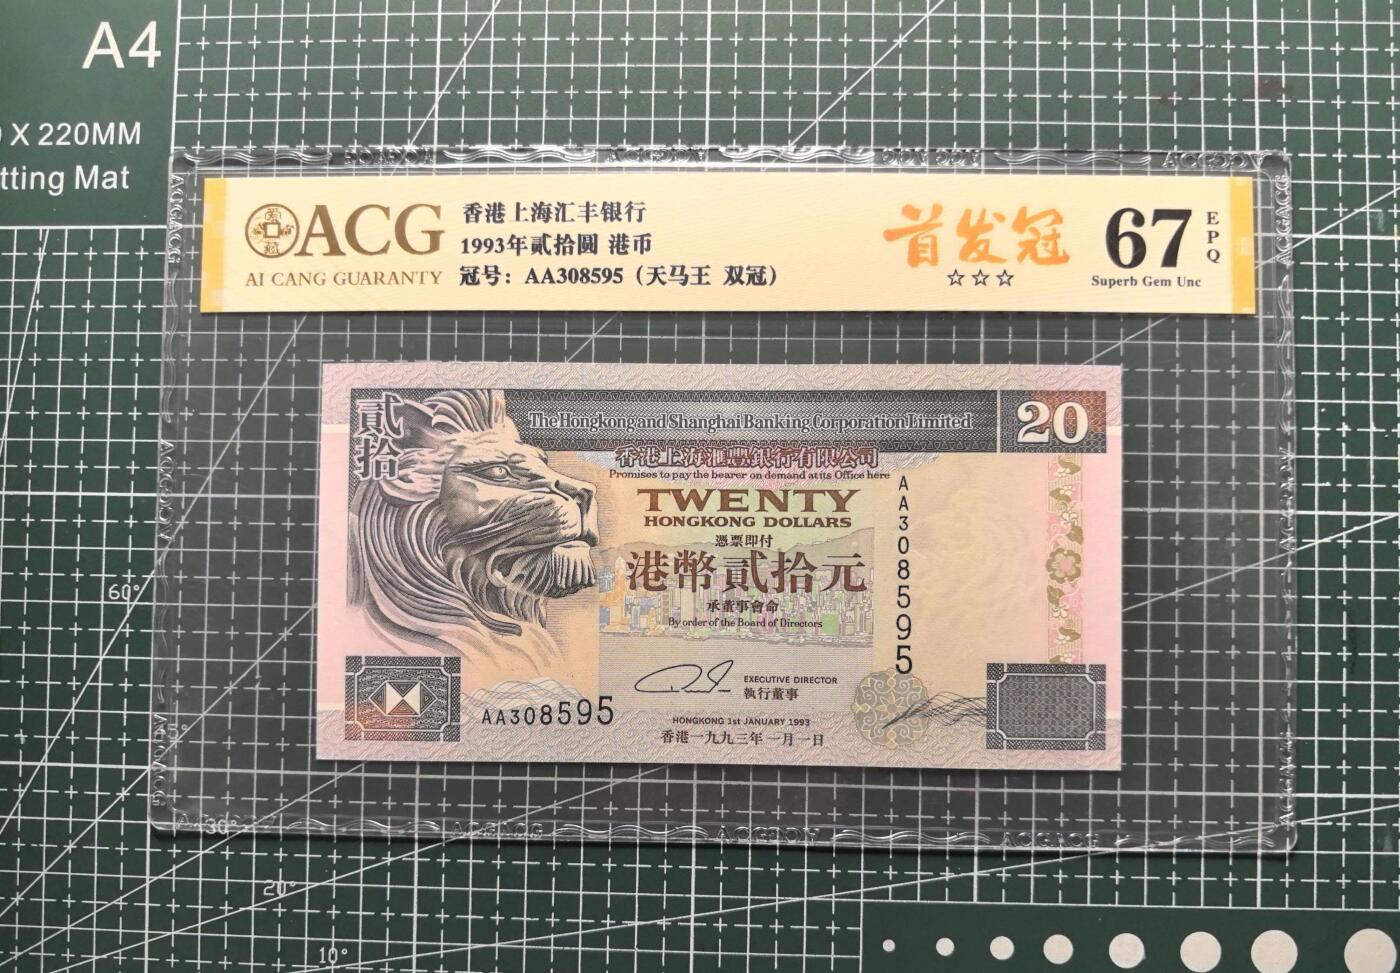 A4
X 220MM
tting Mat
ACG
AI CANG GUARANTY
香港上海汇丰银行
1993年贰拾圆 港币
冠号：AA308595（天马王 双冠）
首发冠
☆☆☆
67
EPQ
Superb Gem Unc
貳拾
The Hongkong and Shanghai Banking Corporation Limited
20
香港上海滙豐銀行有限公司
Promises to pay the bearer on demand at its Office here
TWENTY
HONGKONG DOLLARS
憑票即付
港幣貳拾元
承董事會命
By order of the Board of Directors
AA308595
EXECUTIVE DIRECTOR
執行董事
AA308595
HONGKONG 1st JANUARY 1993
香港一九九三年一月一日
60°
30°
20°
10°